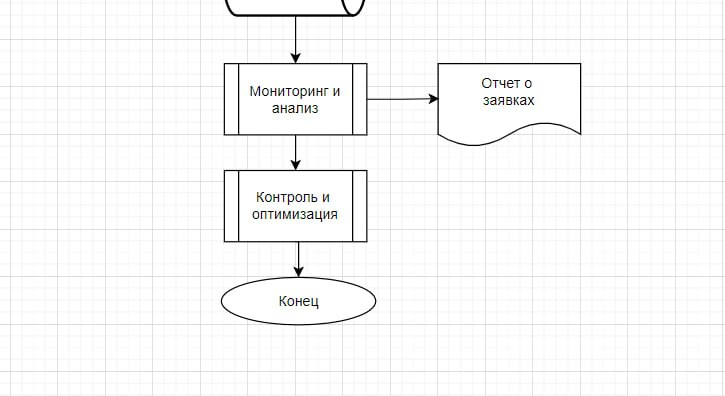 Мониторинг и
анализ
Отчет о
заявках
Контроль и
оптимизация
Конец